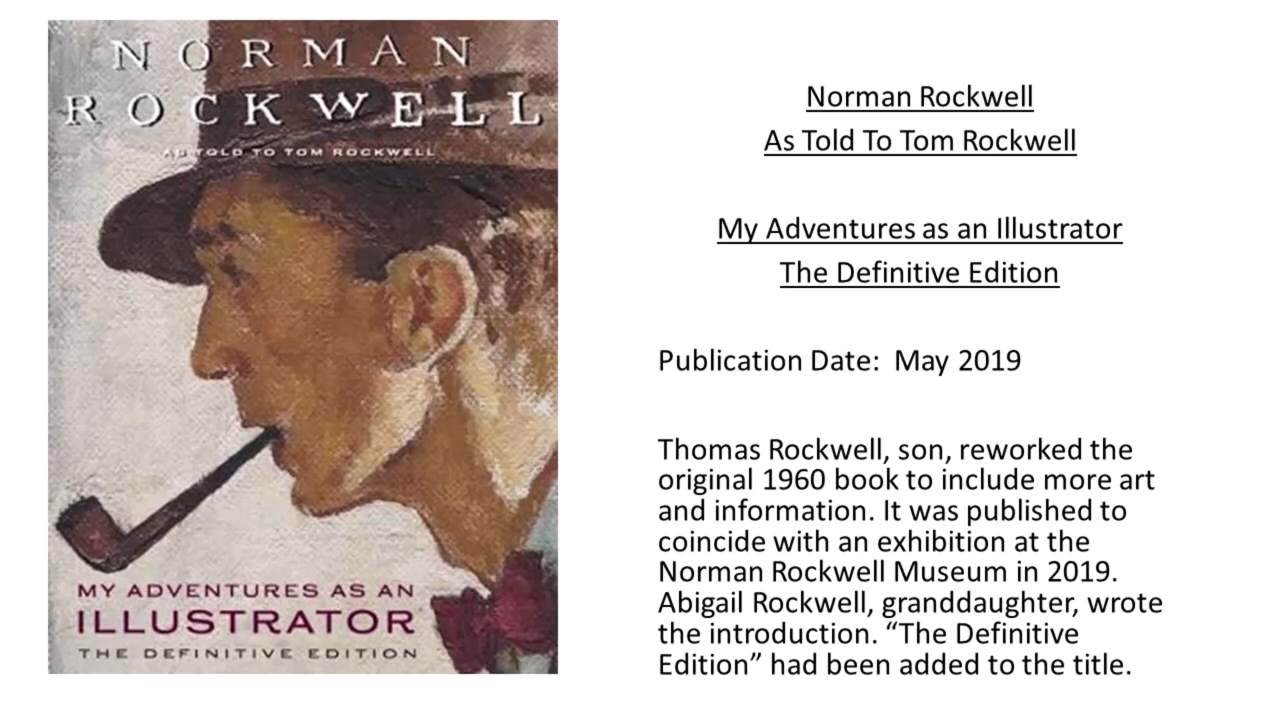 NORMAN
ROCKWELL
AS TOLD TO TOM ROCKWELL
MY ADVENTURES AS AN
ILLUSTRATOR
THE DEFINITIVE EDITION
Norman Rockwell
As Told To Tom Rockwell
My Adventures as an Illustrator
The Definitive Edition
Publication Date:  May 2019
Thomas Rockwell, son, reworked the
original 1960 book to include more art
and information. It was published to
coincide with an exhibition at the
Norman Rockwell Museum in 2019.
Abigail Rockwell, granddaughter, wrote
the introduction. “The Definitive
Edition” had been added to the title.